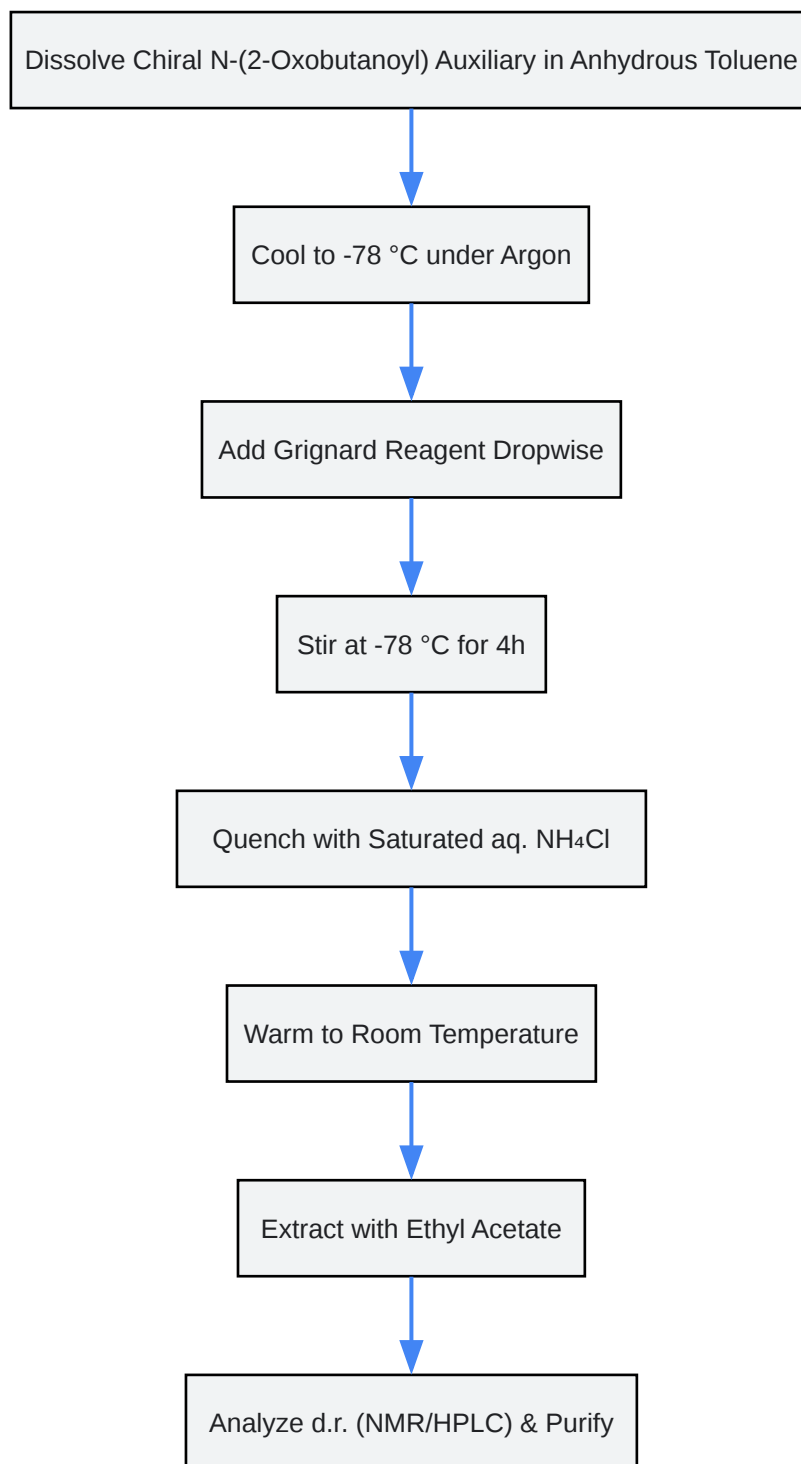 Dissolve Chiral N-(2-Oxobutanoyl) Auxiliary in Anhydrous Toluene
Cool to -78 °C under Argon
Add Grignard Reagent Dropwise
Stir at -78 °C for 4h
Quench with Saturated aq. NH₄Cl
Warm to Room Temperature
Extract with Ethyl Acetate
Analyze d.r. (NMR/HPLC) & Purify